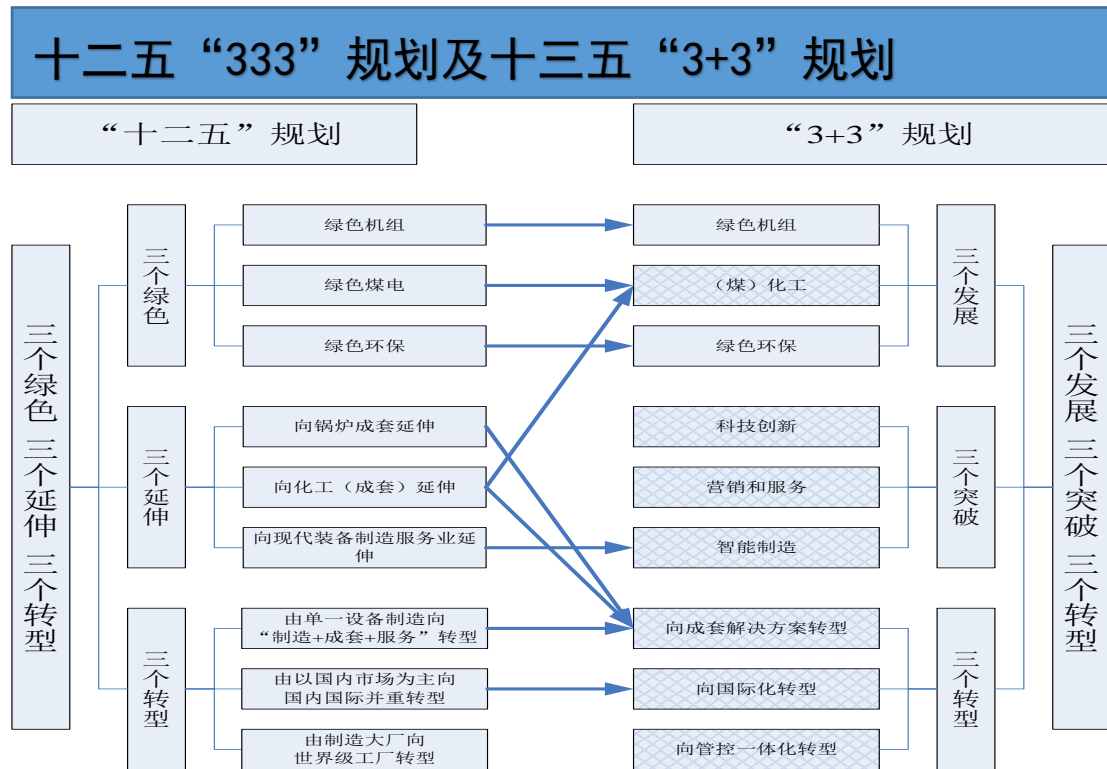 十二五“333”规划及十三五“3+3”规划
“十二五”规划
“3+3”规划
三个绿色 三个延伸 三个转型
三个绿色
绿色机组
绿色煤电
绿色环保
三个延伸
向锅炉成套延伸
向化工（成套）延伸
向现代装备制造服务业延
伸
三个转型
由单一设备制造向
“制造+成套+服务”转型
由以国内市场为主向
国内国际并重转型
由制造大厂向
世界级工厂转型
绿色机组
（煤）化工
绿色环保
三个发展
科技创新
营销和服务
智能制造
三个突破
向成套解决方案转型
向国际化转型
向管控一体化转型
三个转型
三个发展 三个突破 三个转型